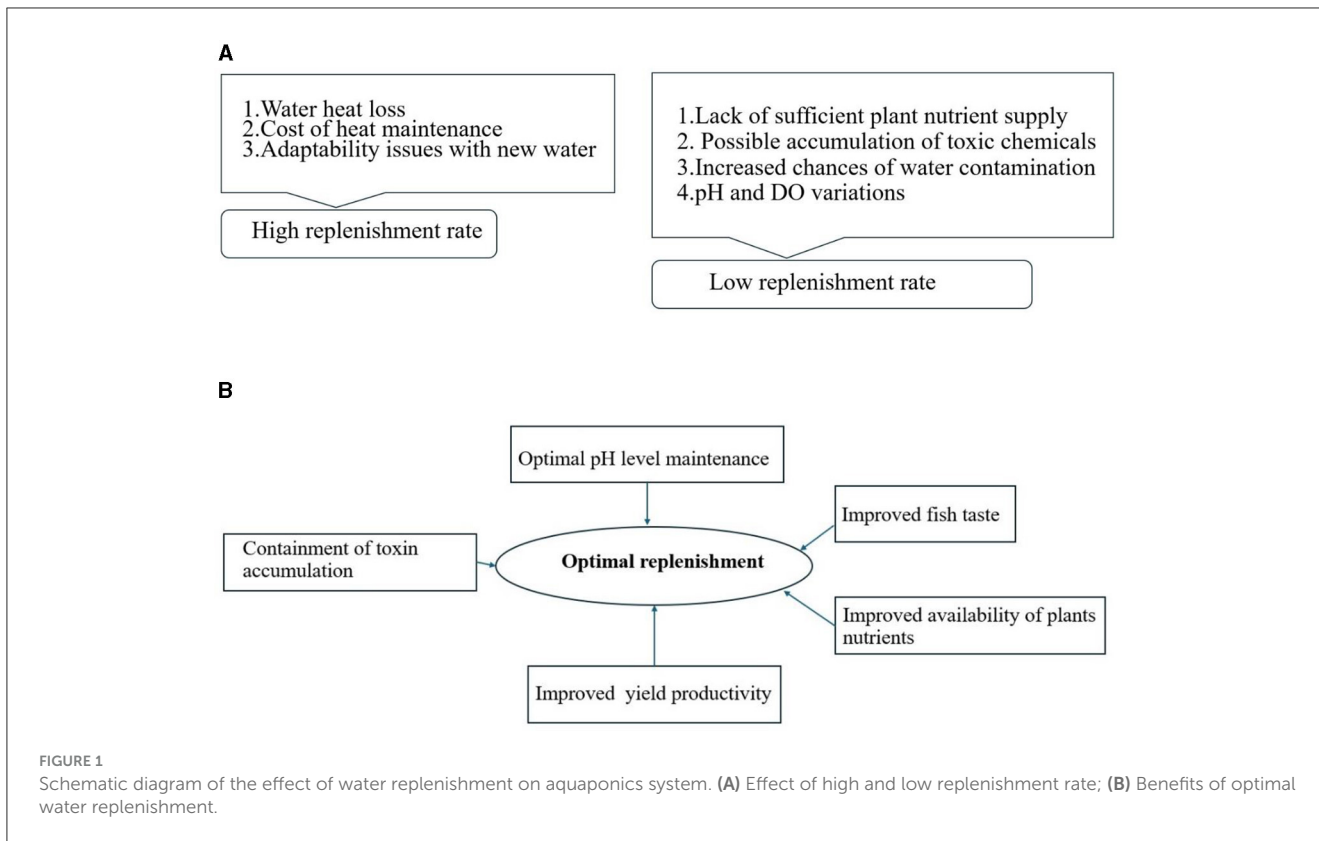 A
1.Water heat loss
2.Cost of heat maintenance
3.Adaptability issues with new water
High replenishment rate
1.Lack of sufficient plant nutrient supply
2. Possible accumulation of toxic chemicals
3.Increased chances of water contamination
4.pH and DO variations
Low replenishment rate
B
Optimal pH level maintenance
Improved fish taste
Containment of toxin
accumulation
Optimal replenishment
Improved availability of plants
nutrients
Improved yield productivity
FIGURE 1
Schematic diagram of the effect of water replenishment on aquaponics system. (A) Effect of high and low replenishment rate; (B) Benefits of optimal
water replenishment.